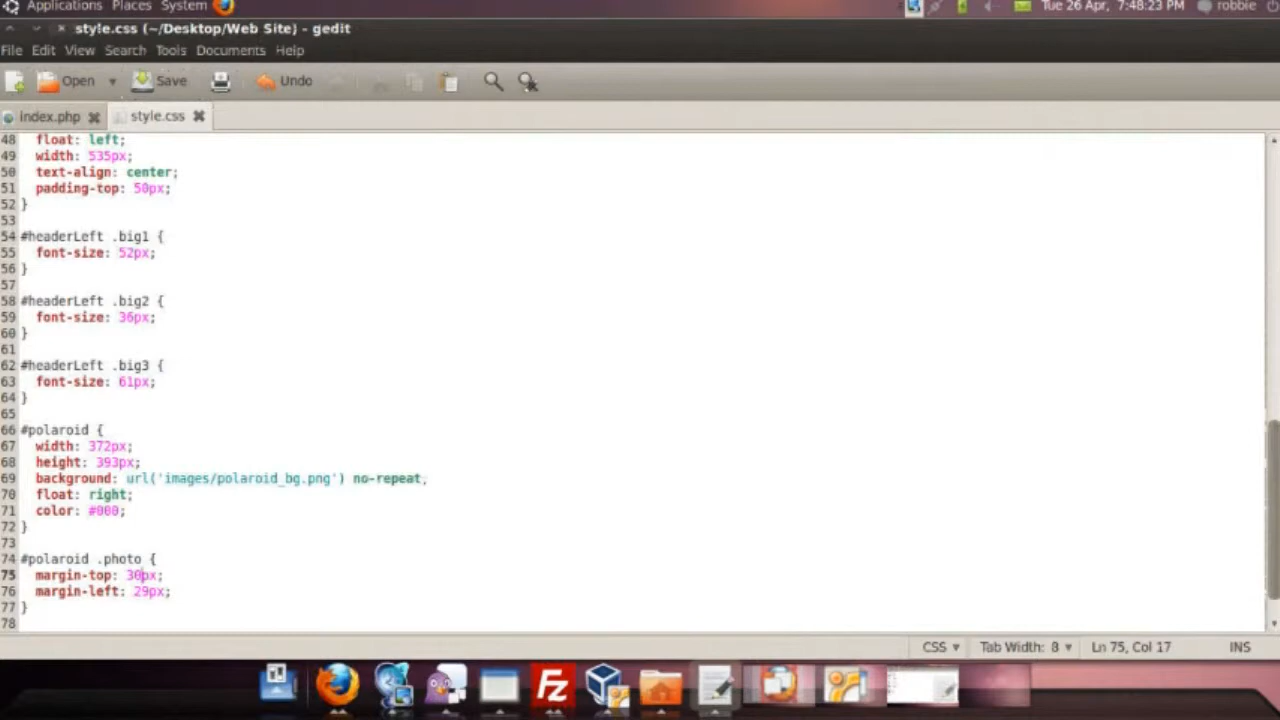 Applications Places System Tue 26 Apr, 7:48:23 PM robbie
style.css (~/Desktop/Web Site) - gedit
File Edit View Search Tools Documents Help
Open Save Undo
index.php style.css
48 float: left;
49 width: 535px;
50 text-align: center;
51 padding-top: 50px;
52 }
53
54 #headerLeft .big1 {
55 font-size: 52px;
56 }
57
58 #headerLeft .big2 {
59 font-size: 36px;
60 }
61
62 #headerLeft .big3 {
63 font-size: 61px;
64 }
65
66 #polaroid {
67 width: 372px;
68 height: 393px;
69 background: url('images/polaroid_bg.png') no-repeat;
70 float: right;
71 color: #000;
72 }
73
74 #polaroid .photo {
75 margin-top: 30px;
76 margin-left: 29px;
77 }
78
CSS Tab Width: 8 Ln 75, Col 17 INS
Fz